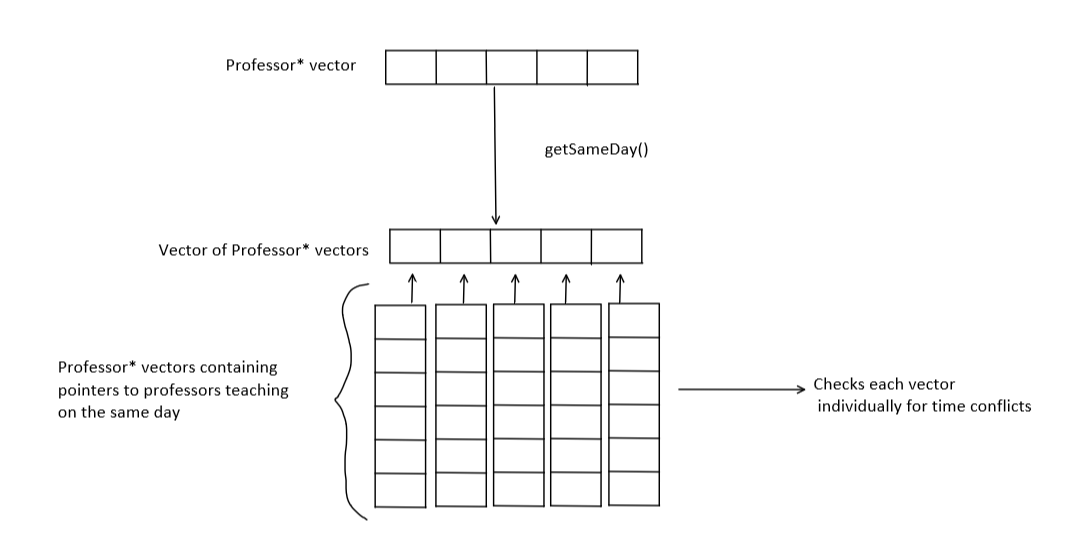 Professor* vector
getSameDay()
Vector of Professor* vectors
Professor* vectors containing
pointers to professors teaching
on the same day
Checks each vector
individually for time conflicts